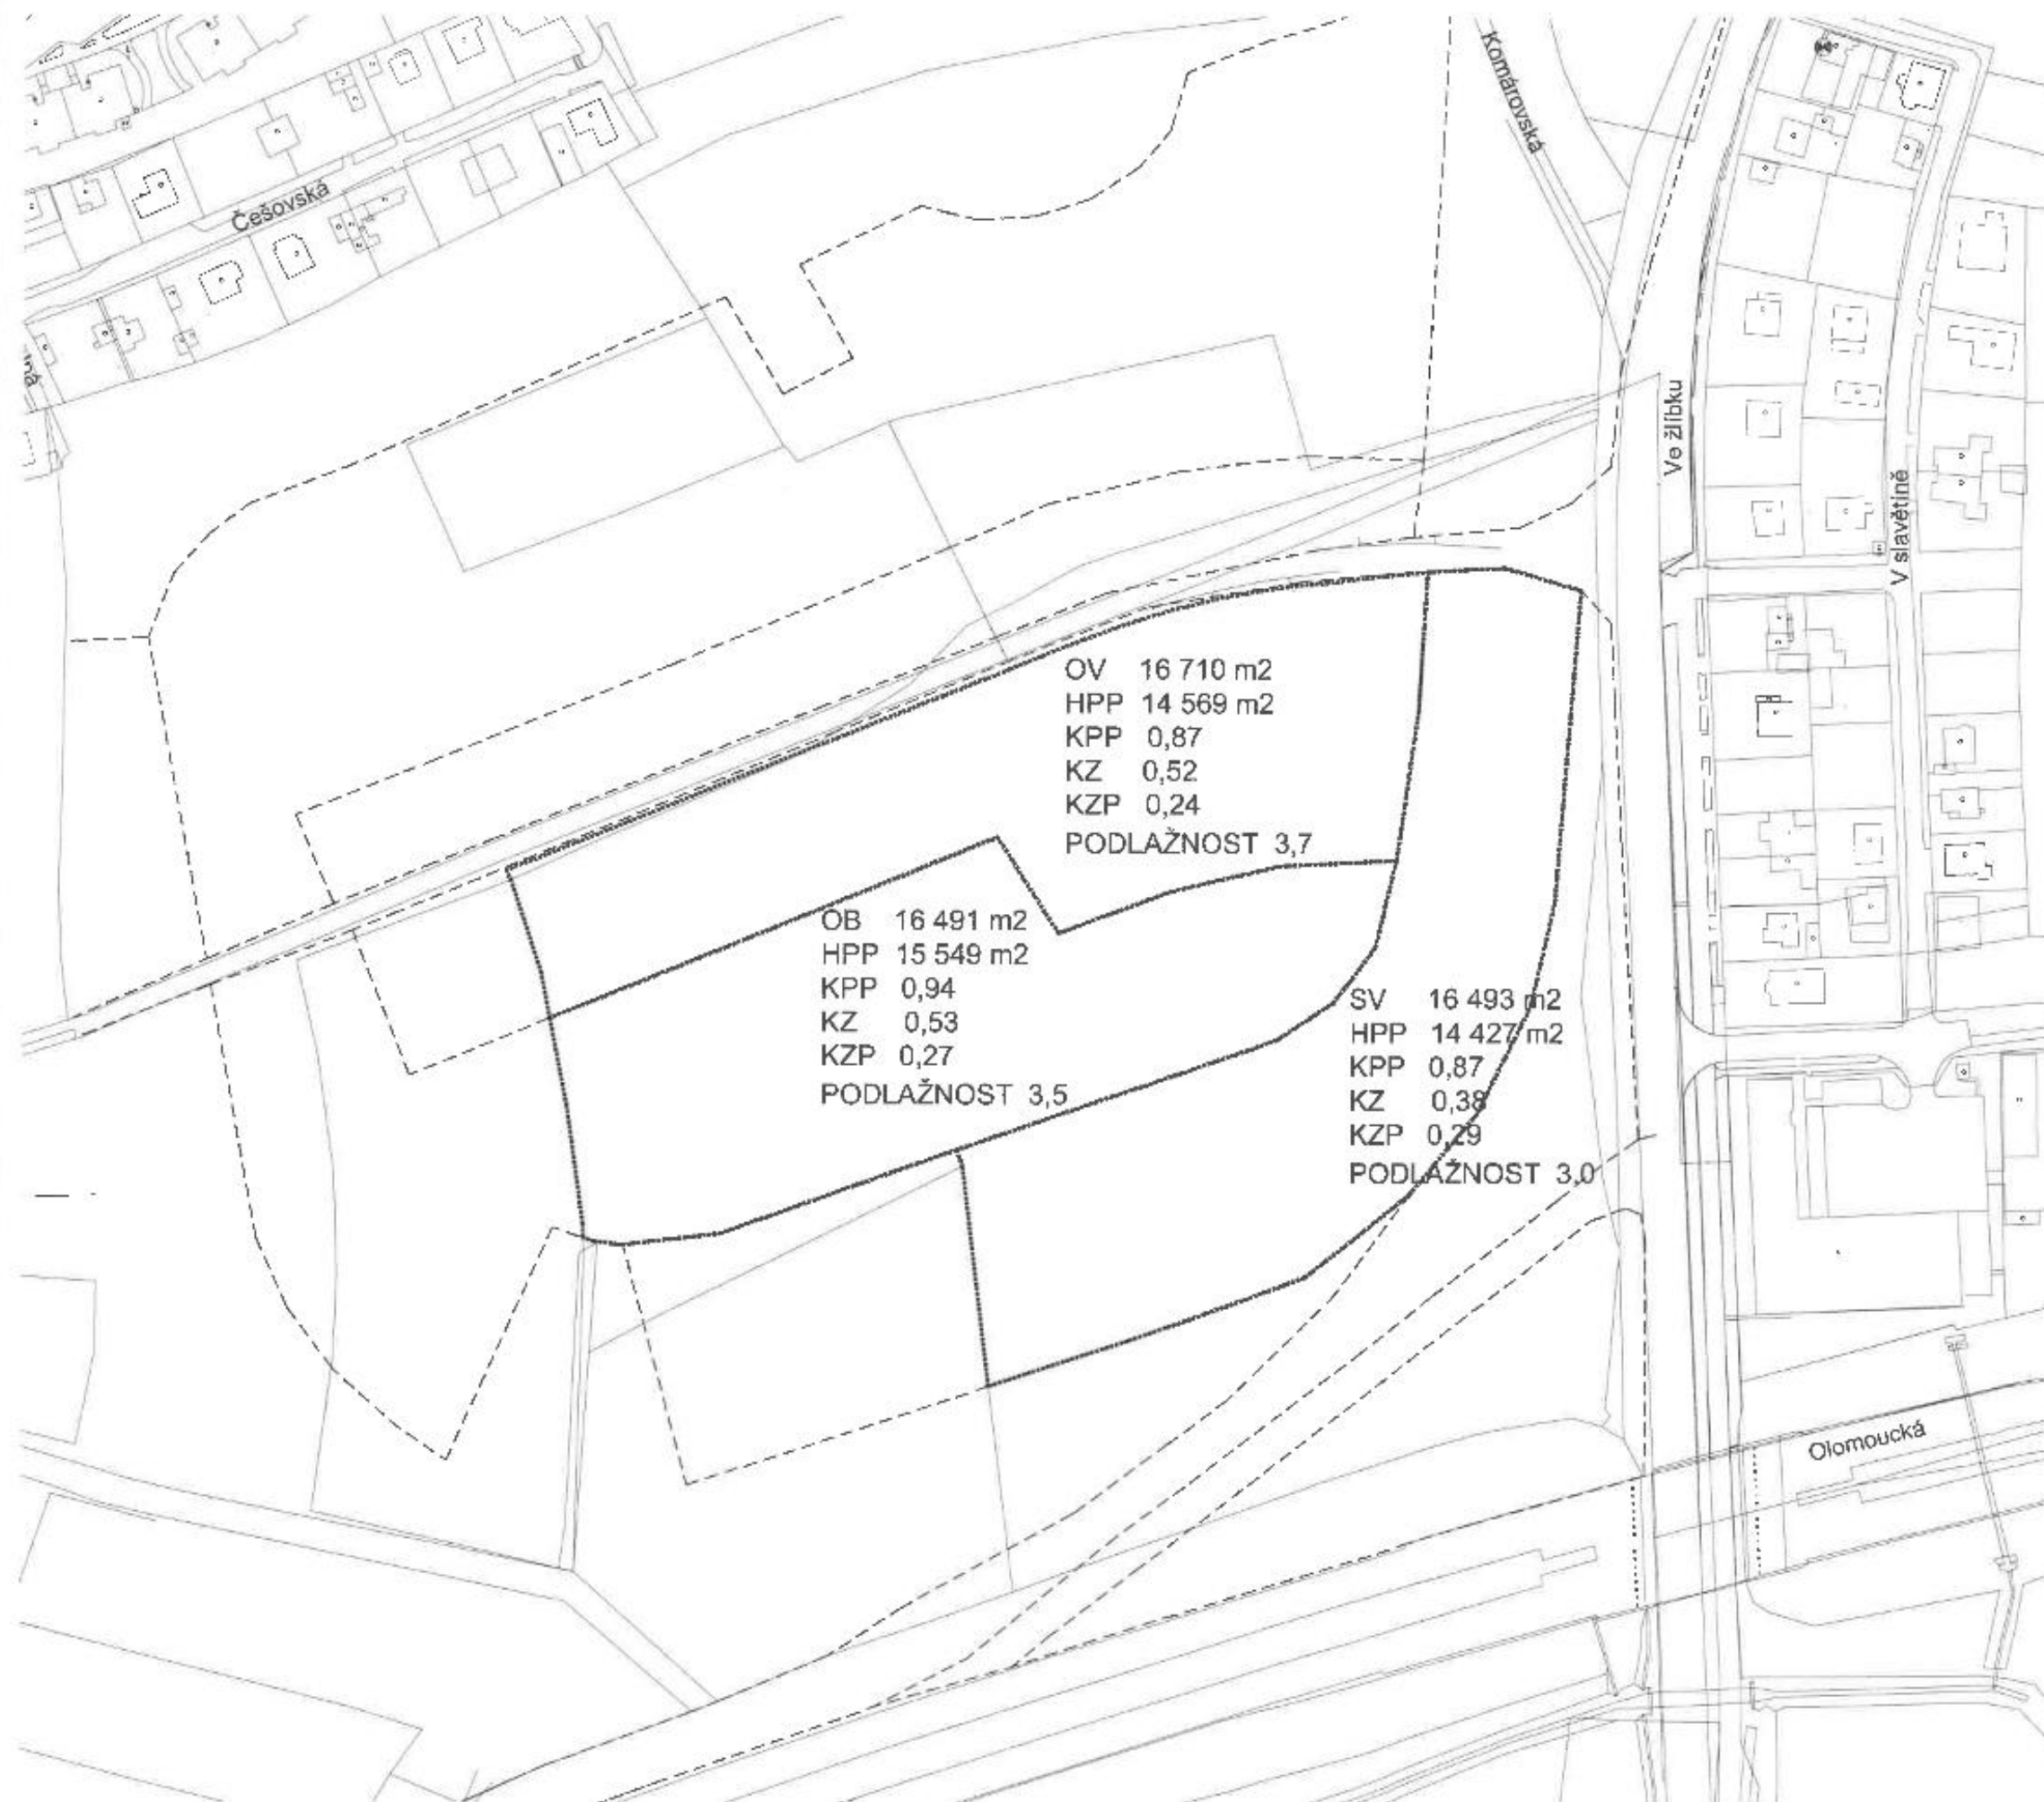 Komárovská
Češovská
Ve žlíbku
V slavětíně
OV 16 710 m2
HPP 14 569 m2
KPP 0,87
KZ 0,52
KZP 0,24
PODLAŽNOST 3,7
OB 16 491 m2
HPP 15 549 m2
KPP 0,94
KZ 0,53
KZP 0,27
PODLAŽNOST 3,5
SV 16 493 m2
HPP 14 427 m2
KPP 0,87
KZ 0,38
KZP 0,29
PODLAŽNOST 3,0
Olomoucká